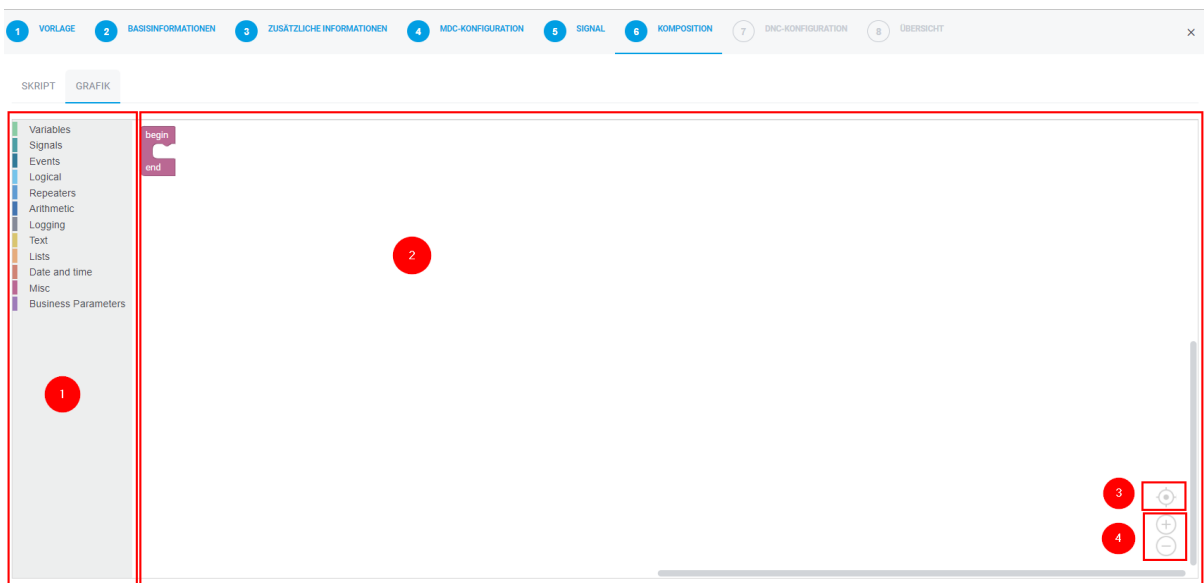 1 VORLAGE 2 BASISINFORMATIONEN 3 ZUSÄTZLICHE INFORMATIONEN 4 MDC-KONFIGURATION 5 SIGNAL 6 KOMPOSITION 7 DNC-KONFIGURATION 8 ÜBERSICHT ×
SKRIPT GRAFIK
Variables
Signals
Events
Logical
Repeaters
Arithmetic
Logging
Text
Lists
Date and time
Misc
Business Parameters
begin
end
2
1
3
4